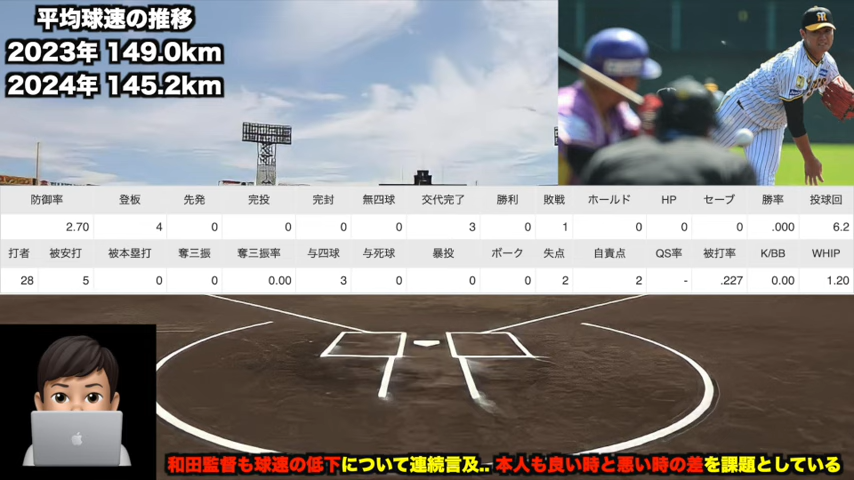 平均球速の推移
2023年 149.0km
2024年 145.2km
防御率 登板 先発 完投 完封 無四球 交代完了 勝利 敗戦 ホールド HP セーブ 勝率 投球回
2.70 4 0 0 0 0 3 0 1 0 0 0 .000 6.2
打者 被安打 被本塁打 奪三振 奪三振率 与四球 与死球 暴投 ボーク 失点 自責点 QS率 被打率 K/BB WHIP
28 5 0 0 0.00 3 0 0 0 2 2 - .227 0.00 1.20
和田監督も球速の低下について連続言及.. 本人も良い時と悪い時の差を課題としている